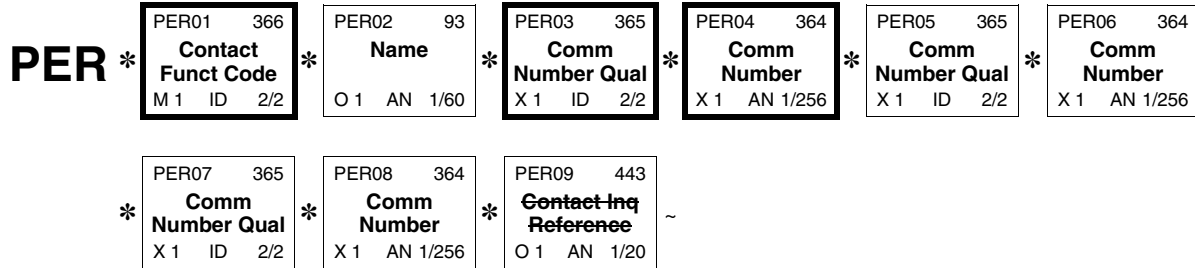 PER * PER01 366 * PER02 93 * PER03 365 * PER04 364 * PER05 365 * PER06 364
Contact Name Comm Comm Comm Comm
Funct Code Number Qual Number Number Qual Number
M 1 ID 2/2 O 1 AN 1/60 X 1 ID 2/2 X 1 AN 1/256 X 1 ID 2/2 X 1 AN 1/256
* PER07 365 * PER08 364 * PER09 443 ~
Comm Comm Contact Inq
Number Qual Number Reference
X 1 ID 2/2 X 1 AN 1/256 O 1 AN 1/20